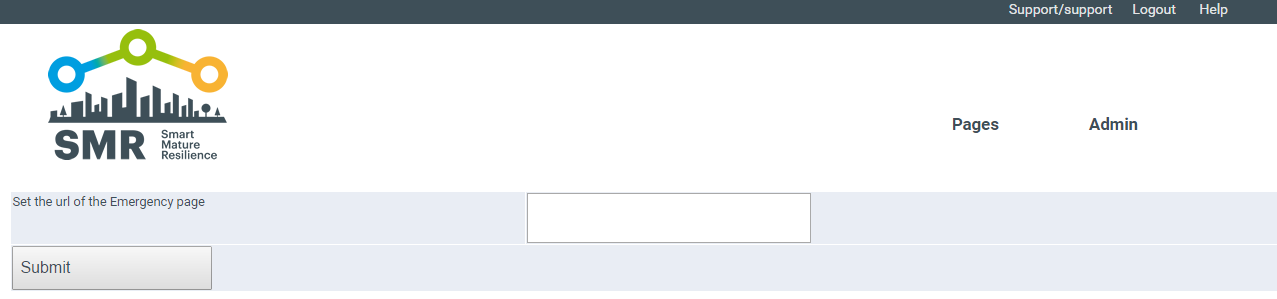 Support/support Logout Help
SMR
Smart
Mature
Resilience
Pages Admin
Set the url of the Emergency page
Submit